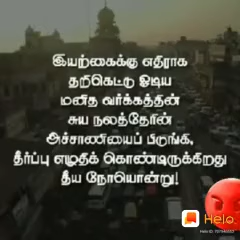 இயற்கைக்கு எதிராக
தறிகெட்டு ஓடிய
மனித வர்க்கத்தின்
சுய நலத்தேரின்
அச்சாணியைப் பிடுங்கி,
தீர்ப்பு எழுதிக் கொண்டிருக்கிறது
தீய நோயொன்று!
Helo